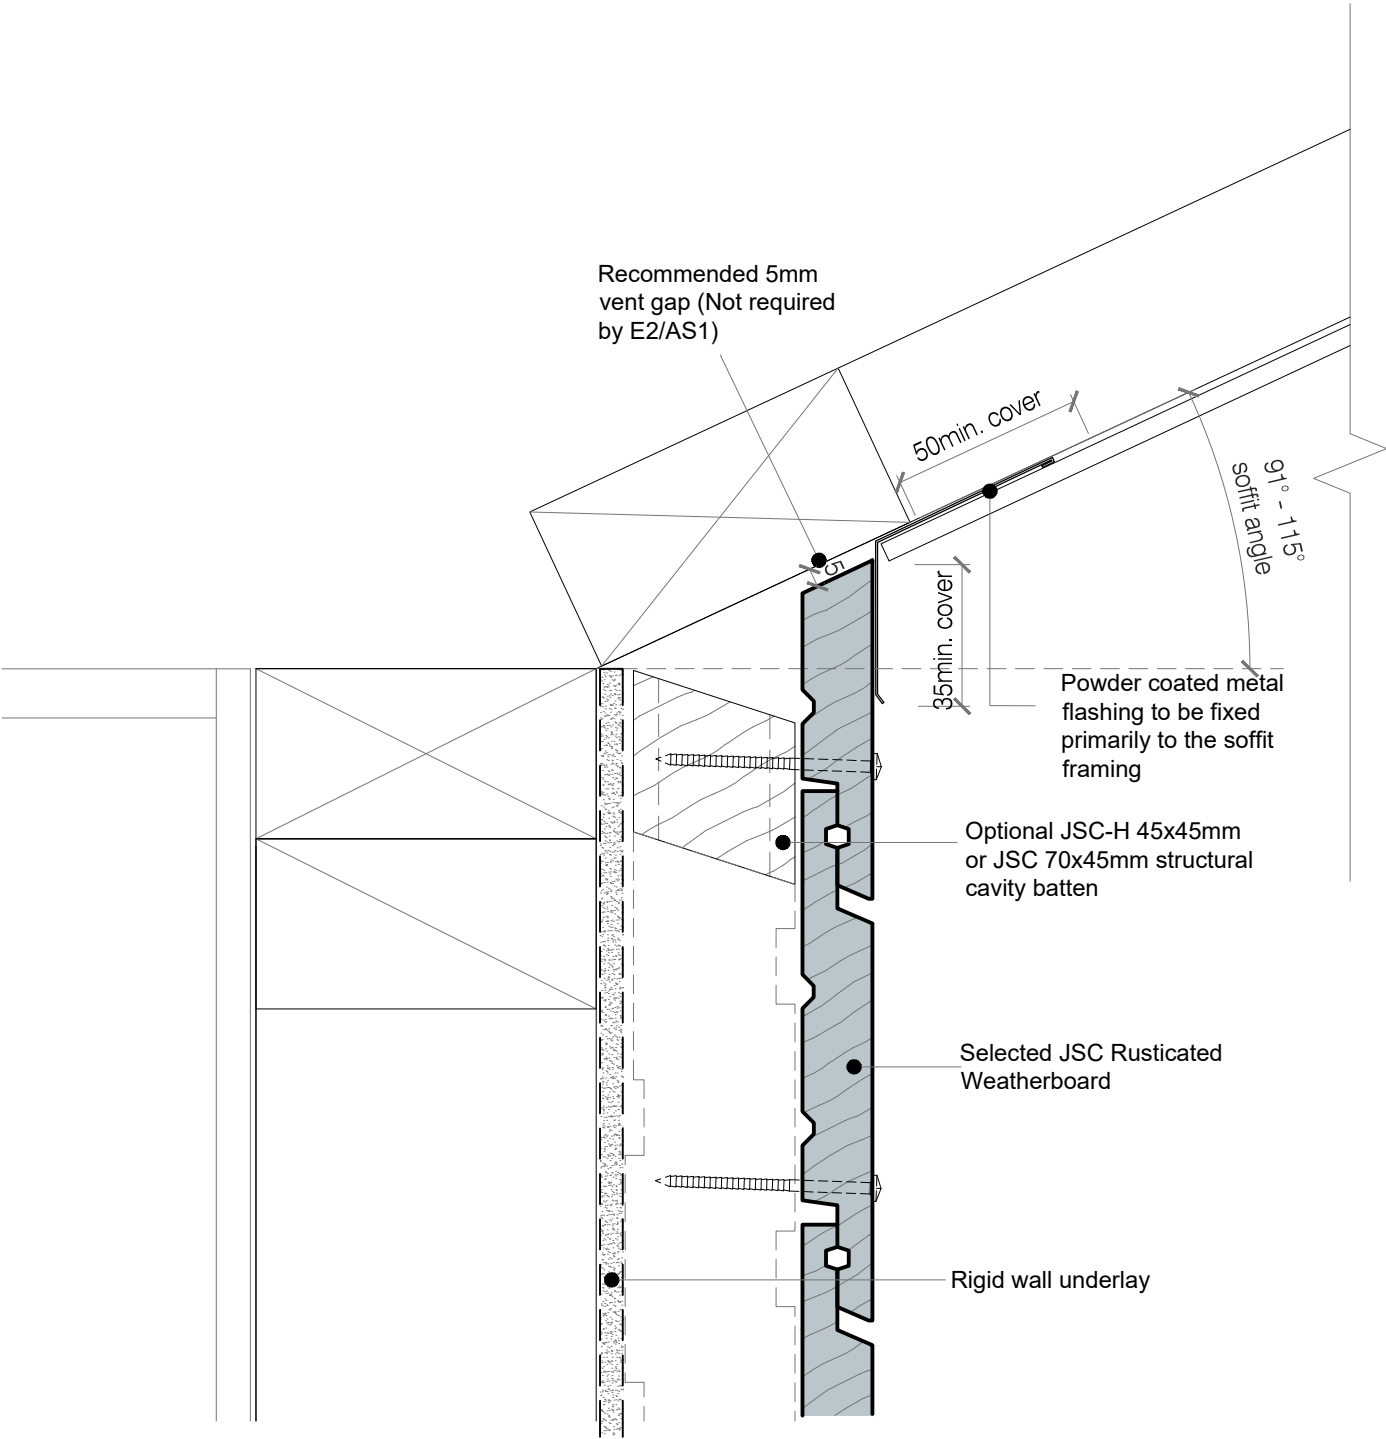 Recommended 5mm
vent gap (Not required
by E2/AS1)
50min. cover
91° - 115°
soffit angle
5
35min. cover
Powder coated metal
flashing to be fixed
primarily to the soffit
framing
Optional JSC-H 45x45mm
or JSC 70x45mm structural
cavity batten
Selected JSC Rusticated
Weatherboard
Rigid wall underlay